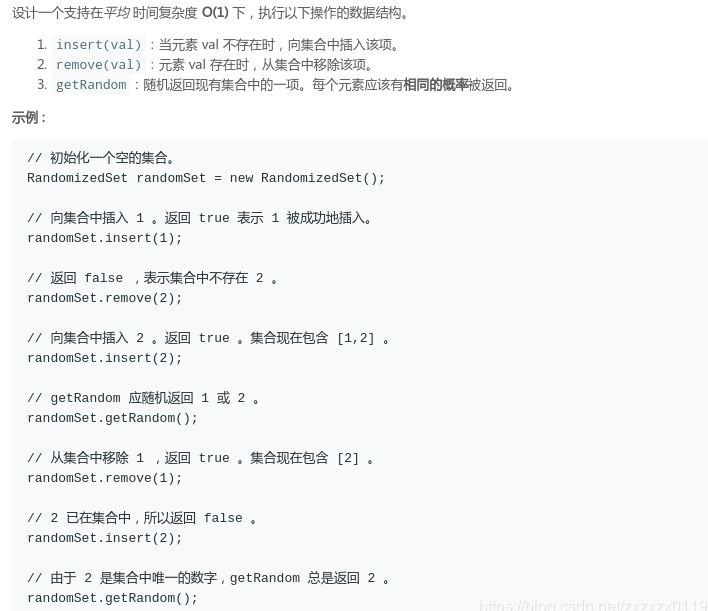 设计一个支持在平均 时间复杂度 O(1) 下，执行以下操作的数据结构。
1. insert(val) ：当元素 val 不存在时，向集合中插入该项。
2. remove(val) ：元素 val 存在时，从集合中移除该项。
3. getRandom ：随机返回现有集合中的一项。每个元素应该有相同的概率被返回。
示例 :
// 初始化一个空的集合。
RandomizedSet randomSet = new RandomizedSet();
// 向集合中插入 1 。返回 true 表示 1 被成功地插入。
randomSet.insert(1);
// 返回 false ，表示集合中不存在 2 。
randomSet.remove(2);
// 向集合中插入 2 。返回 true 。集合现在包含 [1,2] 。
randomSet.insert(2);
// getRandom 应随机返回 1 或 2 。
randomSet.getRandom();
// 从集合中移除 1 ，返回 true 。集合现在包含 [2] 。
randomSet.remove(1);
// 2 已在集合中，所以返回 false 。
randomSet.insert(2);
// 由于 2 是集合中唯一的数字，getRandom 总是返回 2 。
randomSet.getRandom();
https://blog.csdn.net/zxzxzx0119